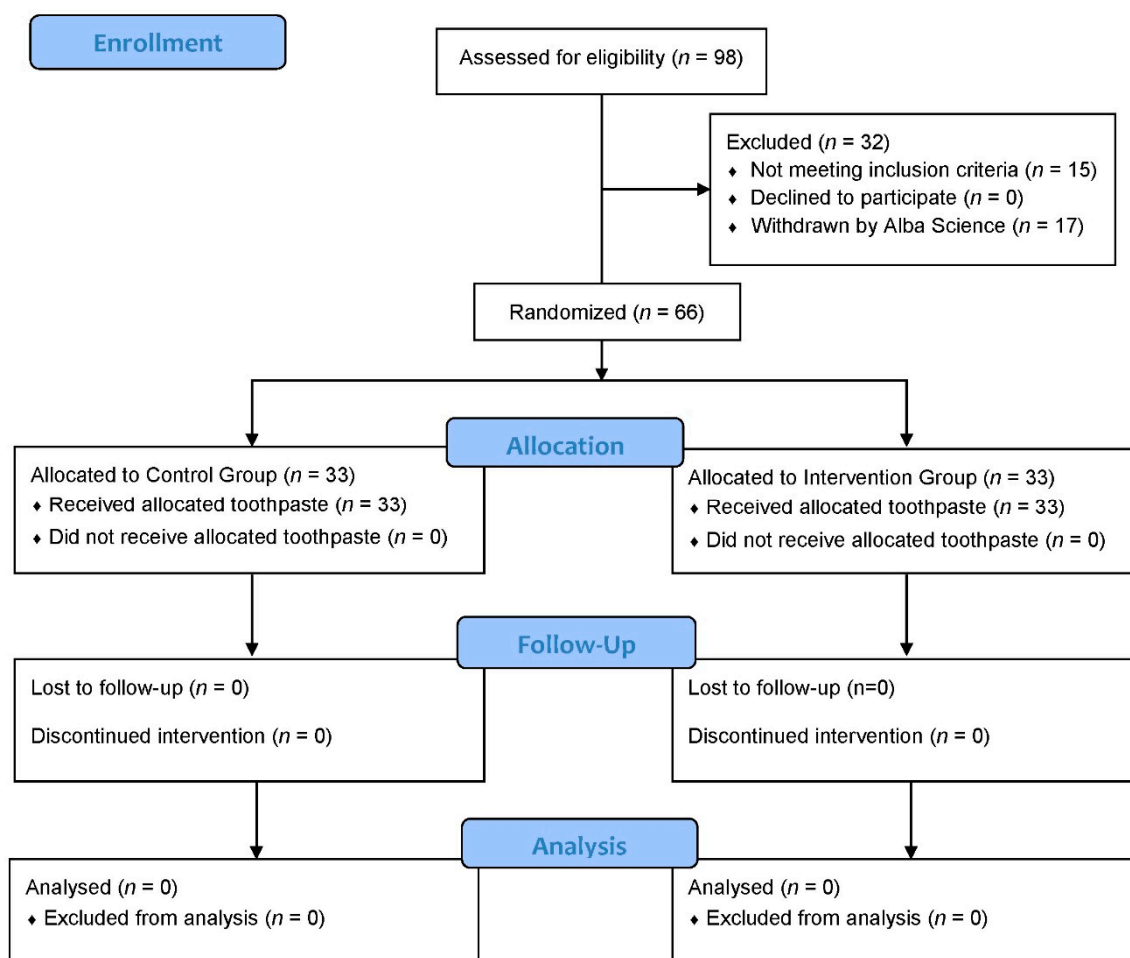 Enrollment
Assessed for eligibility (n = 98)
Excluded (n = 32)
♦ Not meeting inclusion criteria (n = 15)
♦ Declined to participate (n = 0)
♦ Withdrawn by Alba Science (n = 17)
Randomized (n = 66)
Allocation
Allocated to Control Group (n = 33)
♦ Received allocated toothpaste (n = 33)
♦ Did not receive allocated toothpaste (n = 0)
Allocated to Intervention Group (n = 33)
♦ Received allocated toothpaste (n = 33)
♦ Did not receive allocated toothpaste (n = 0)
Follow-Up
Lost to follow-up (n = 0)
Discontinued intervention (n = 0)
Lost to follow-up (n=0)
Discontinued intervention (n = 0)
Analysis
Analysed (n = 0)
♦ Excluded from analysis (n = 0)
Analysed (n = 0)
♦ Excluded from analysis (n = 0)